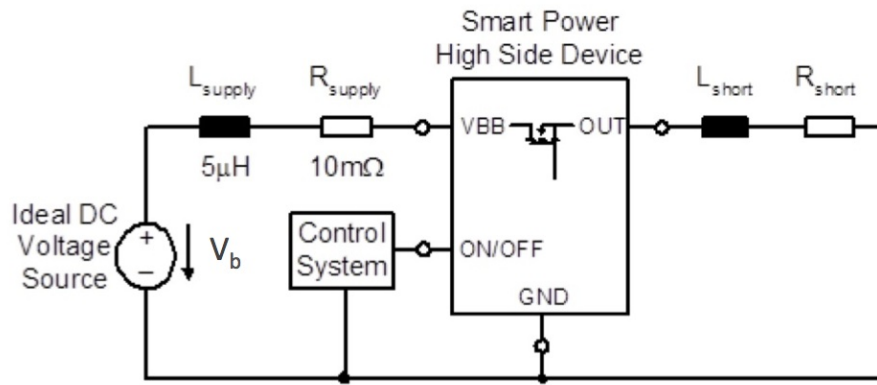 Smart Power
High Side Device
Lsupply
Rsupply
Lshort
Rshort
VBB
OUT
5μH
10mΩ
Ideal DC
Voltage
Source
+
−
Vb
Control
System
ON/OFF
GND